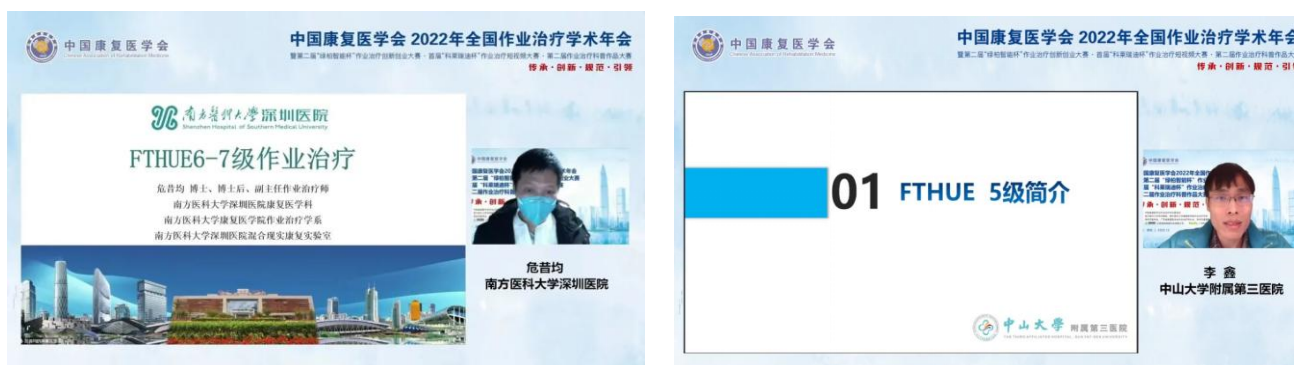 中国康复医学会
中国康复医学会 2022年全国作业治疗学术年会
传承·创新·规范·引领
南方医科大学深圳医院
Shenzhen Hospital of Southern Medical University
FTHUE6-7级作业治疗
危昔均 博士、博士后、副主任作业治疗师
南方医科大学深圳医院康复医学科
南方医科大学康复医学院作业治疗学系
南方医科大学深圳医院混合现实康复实验室
危昔均
南方医科大学深圳医院
中国康复医学会
中国康复医学会 2022年全国作业治疗学术年会
传承·创新·规范·引
01 FTHUE 5级简介
中山大学 附属第三医院
李鑫
中山大学附属第三医院